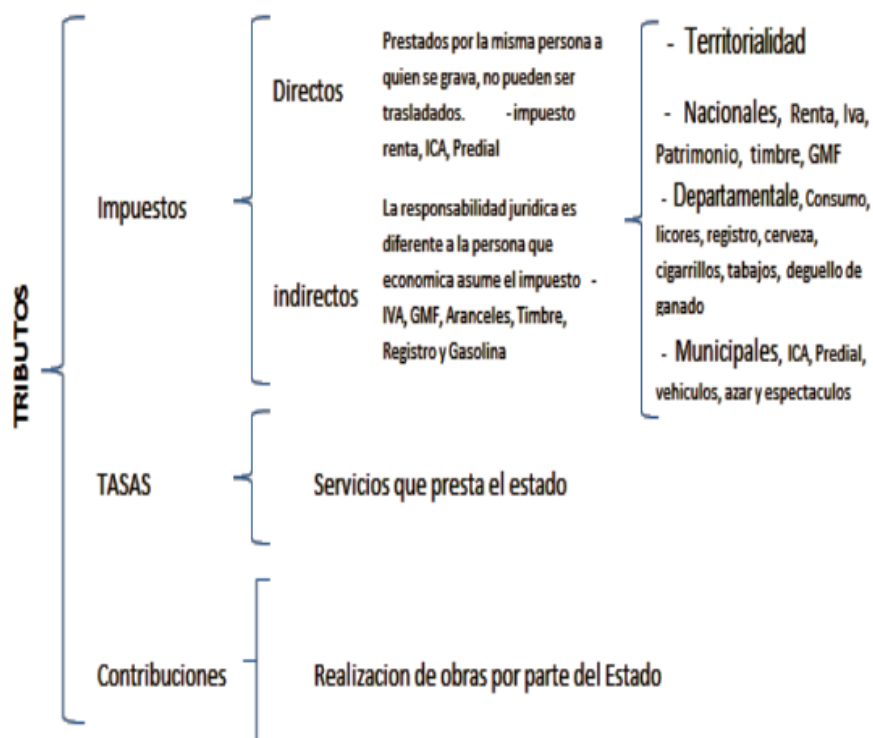 TRIBUTOS
Impuestos
Directos
Prestados por la misma persona a
quien se grava, no pueden ser
trasladados. -impuesto
renta, ICA, Predial
indirectos
La responsabilidad juridica es
diferente a la persona que
economica asume el impuesto -
IVA, GMF, Aranceles, Timbre,
Registro y Gasolina
- Territorialidad
- Nacionales, Renta, Iva,
Patrimonio, timbre, GMF
- Departamentale, Consumo,
licores, registro, cerveza,
cigarrillos, tabajos, deguello de
ganado
- Municipales, ICA, Predial,
vehiculos, azar y espectaculos
TASAS
Servicios que presta el estado
Contribuciones
Realizacion de obras por parte del Estado